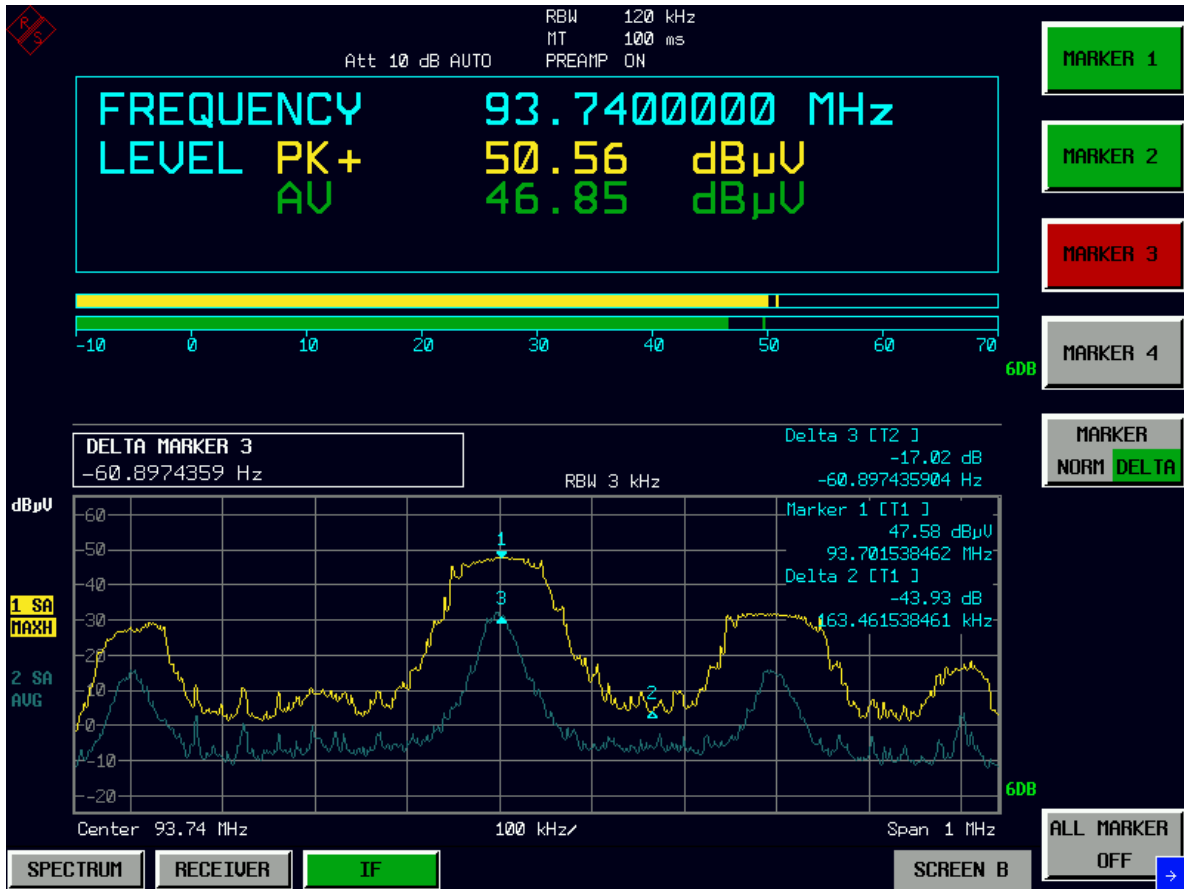 R S
RBW 120 kHz
MT 100 ms
Att 10 dB AUTO PREAMP ON
FREQUENCY 93.7400000 MHz
LEVEL PK+ 50.56 dBµV
AV 46.85 dBµV
-10 0 10 20 30 40 50 60 70
6DB
DELTA MARKER 3
-60.8974359 Hz
RBW 3 kHz
Delta 3 [T2 ]
-17.02 dB
-60.897435904 Hz
Marker 1 [T1 ]
47.58 dBµV
93.701538462 MHz
Delta 2 [T1 ]
-43.93 dB
163.461538461 kHz
dBµV
60
50
40
30
-20
10
0
-10
-20
1
3
2
1 SA
MAXH
2 SA
AVG
6DB
Center 93.74 MHz 100 kHz/ Span 1 MHz
MARKER 1
MARKER 2
MARKER 3
MARKER 4
MARKER
NORM DELTA
ALL MARKER
OFF
SPECTRUM RECEIVER IF SCREEN B